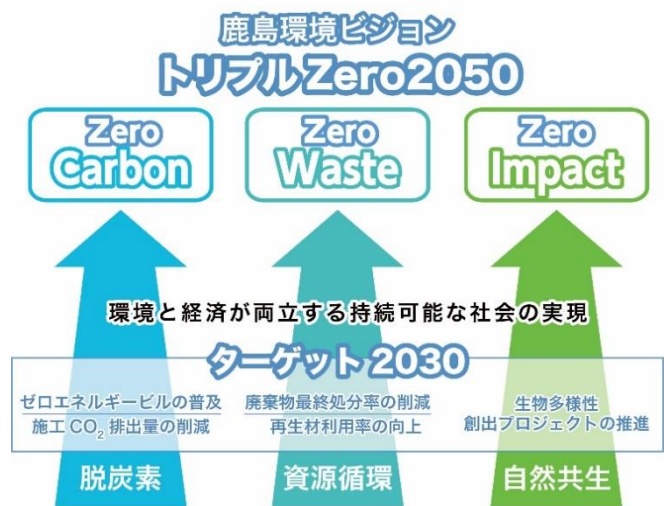 鹿島環境ビジョン
トリプルZero2050
Zero
Carbon
Zero
Waste
Zero
Impact
環境と経済が両立する持続可能な社会の実現
ターゲット2030
ゼロエネルギービルの普及
施工CO₂排出量の削減
廃棄物最終処分率の削減
再生材利用率の向上
生物多様性
創出プロジェクトの推進
脱炭素
資源循環
自然共生